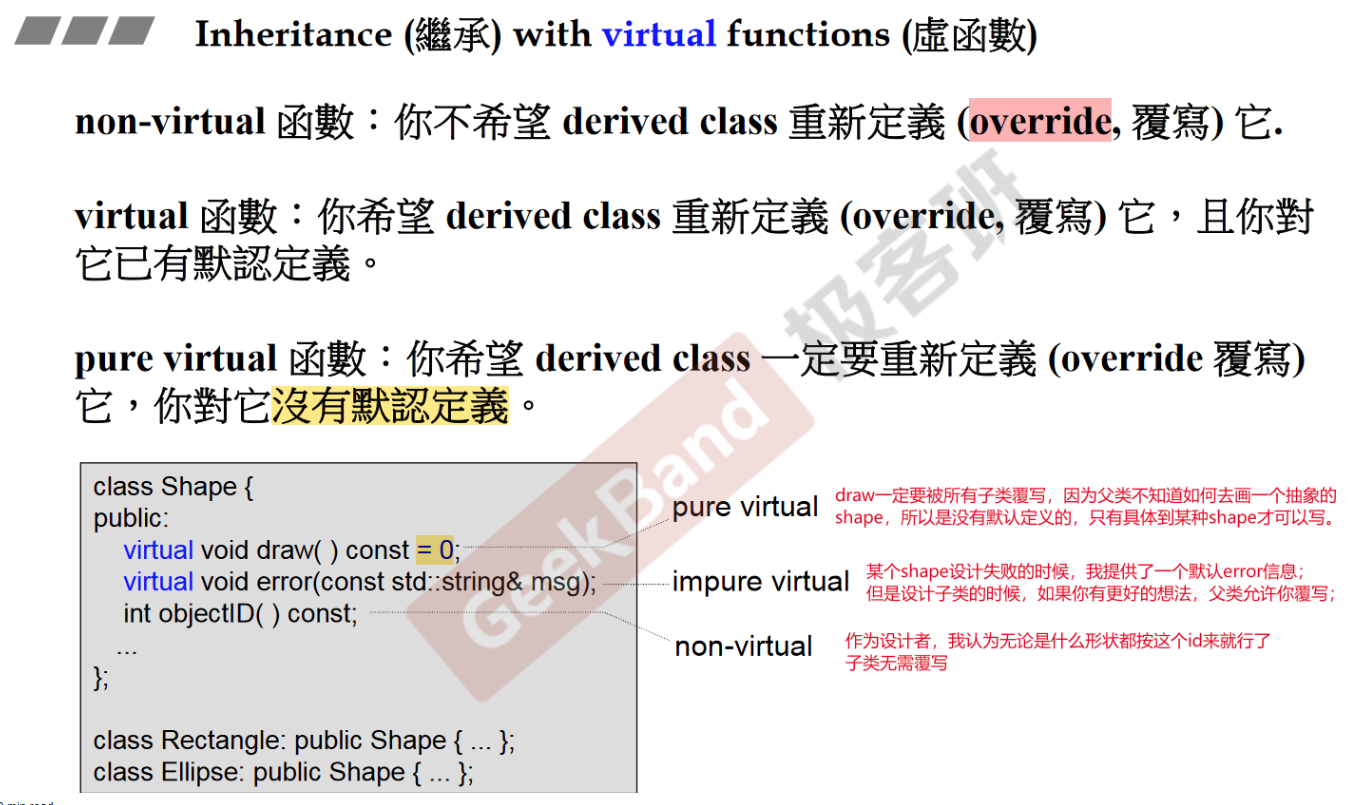 Inheritance (繼承) with virtual functions (虛函數)
non-virtual 函數：你不希望 derived class 重新定義 (override, 覆寫) 它.
virtual 函數：你希望 derived class 重新定義 (override, 覆寫) 它，且你對
它已有默認定義。
pure virtual 函數：你希望 derived class 一定要重新定義 (override 覆寫)
它，你對它沒有默認定義。
class Shape {
public:
virtual void draw( ) const = 0;
virtual void error(const std::string& msg);
int objectID( ) const;
...
};
class Rectangle: public Shape { ... };
class Ellipse: public Shape { ... };
pure virtual
draw一定要被所有子类覆写，因为父类不知道如何去画一个抽象的
shape，所以是没有默认定义的，只有具体到某种shape才可以写。
impure virtual
某个shape设计失败的时候，我提供了一个默认error信息；
但是设计子类的时候，如果你有更好的想法，父类允许你覆写；
non-virtual
作为设计者，我认为无论是什么形状都按这个id来就行了
子类无需覆写
GeekBand 极客班